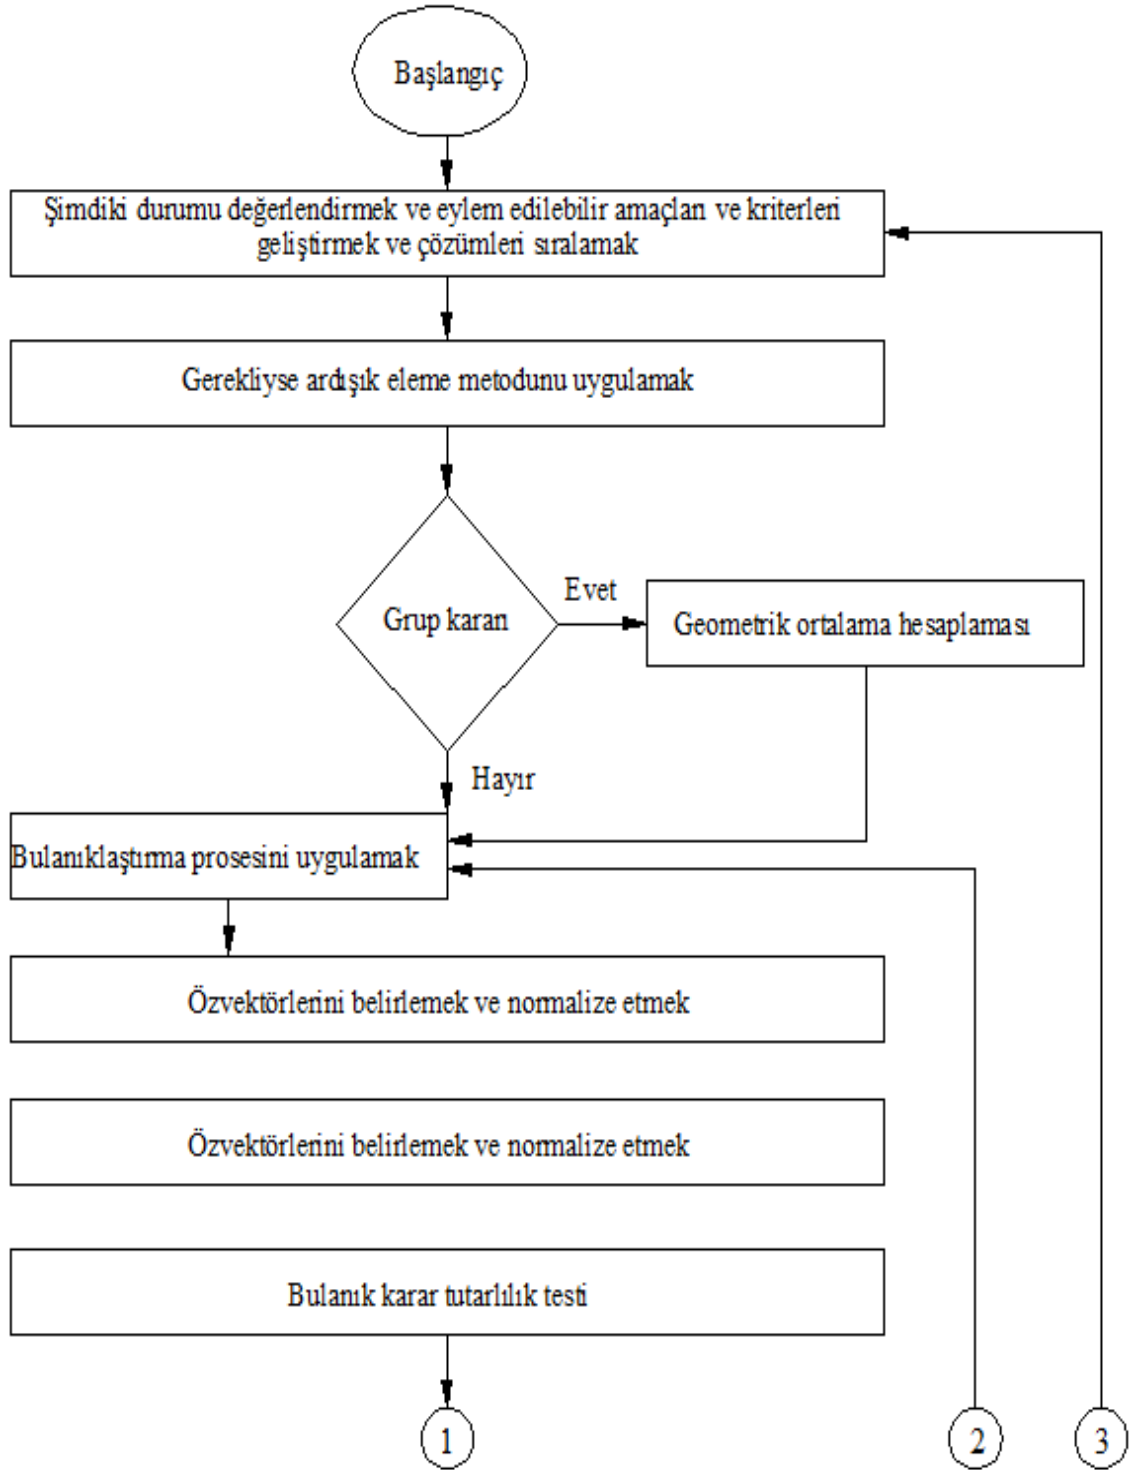 Başlangıç
Şimdiki durumu değerlendirmek ve eylem edilebilir amaçları ve kriterleri
geliştirmek ve çözümleri sıralamak
Gerekliyse ardışık eleme metodunu uygulamak
Grup kararı
Evet
Geometrik ortalama hesaplaması
Hayır
Bulanıklaştırma prosesini uygulamak
Özvektörlerini belirlemek ve normalize etmek
Özvektörlerini belirlemek ve normalize etmek
Bulanık karar tutarlılık testi
1
2
3